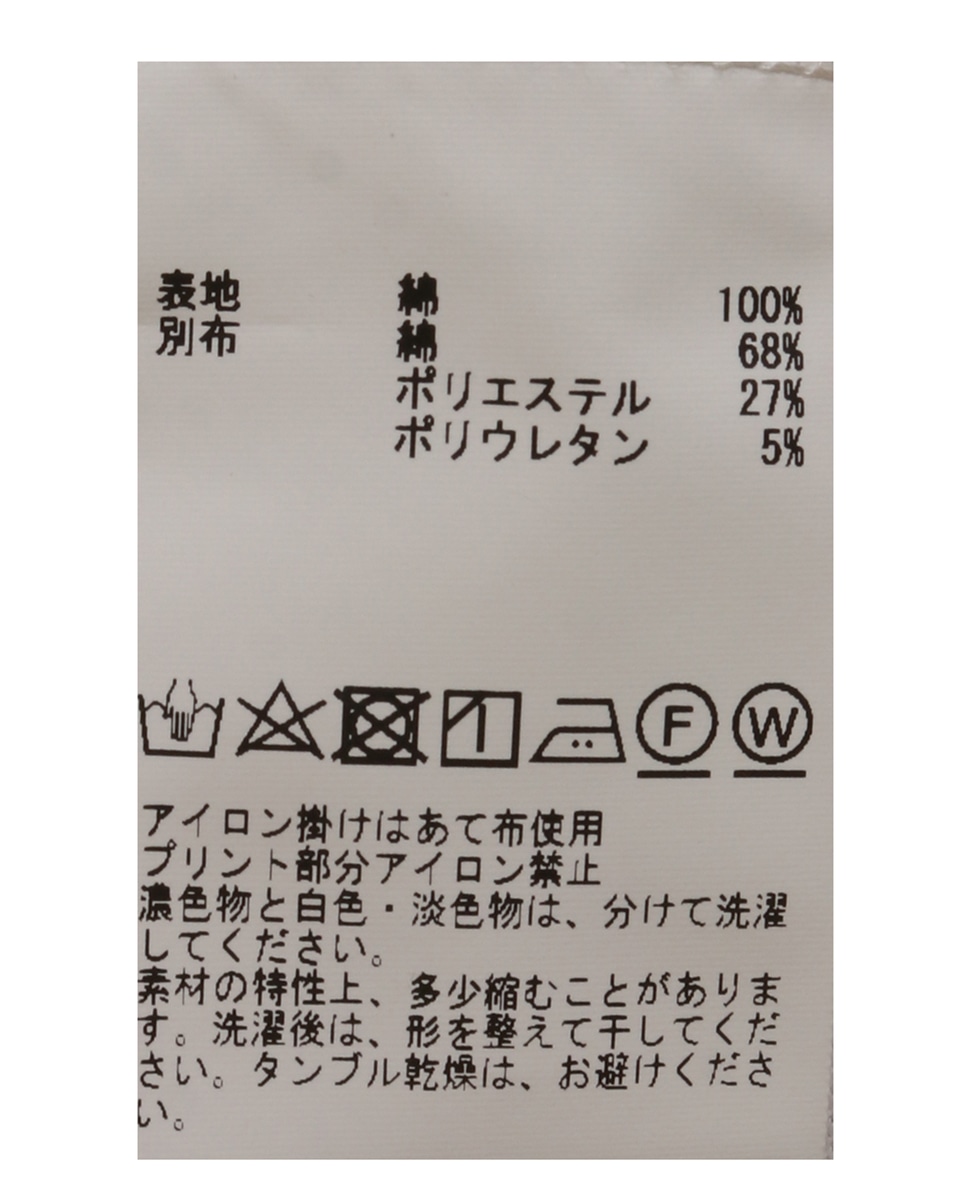 表地 綿 100%
別布 綿 68%
ポリエステル 27%
ポリウレタン 5%
F W
アイロン掛けはあて布使用
プリント部分アイロン禁止
濃色物と白色・淡色物は、分けて洗濯
してください。
素材の特性上、多少縮むことがありま
す。洗濯後は、形を整えて干してくだ
さい。タンブル乾燥は、お避けくださ
い。